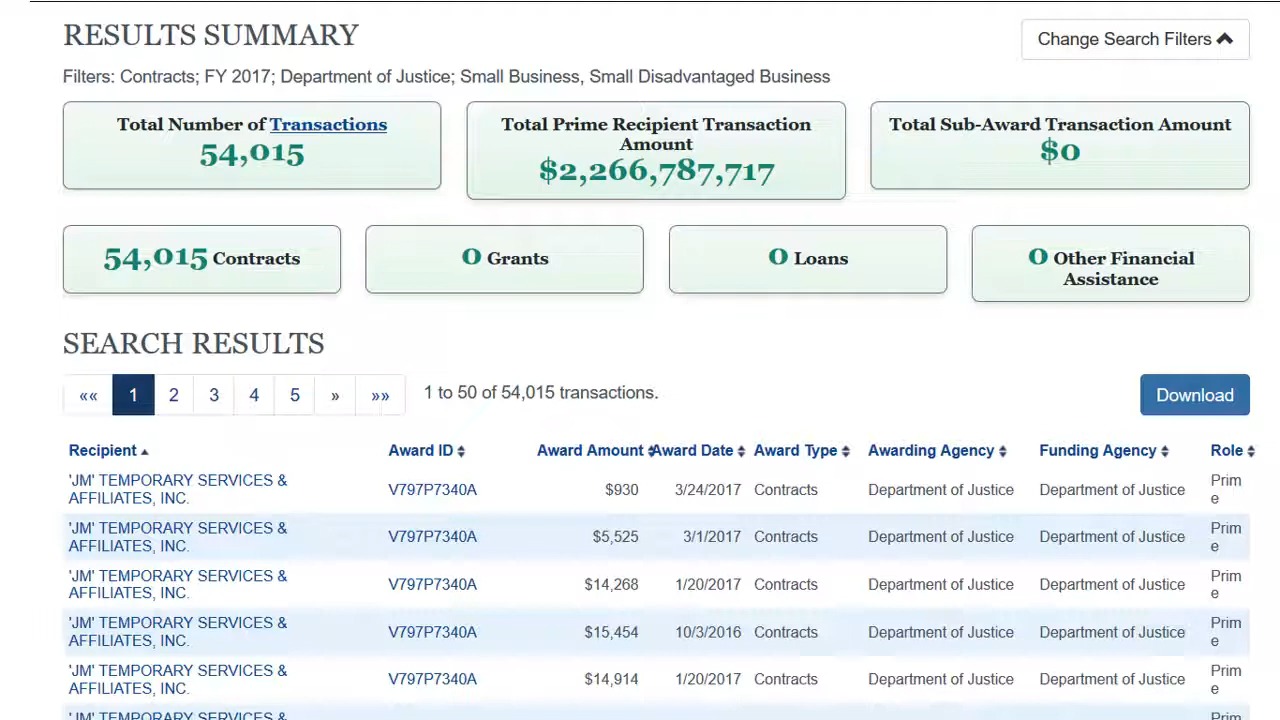 RESULTS SUMMARY
Change Search Filters
Filters: Contracts; FY 2017; Department of Justice; Small Business, Small Disadvantaged Business
Total Number of Transactions
54,015
Total Prime Recipient Transaction
Amount
$2,266,787,717
Total Sub-Award Transaction Amount
$0
54,015 Contracts
0 Grants
0 Loans
0 Other Financial
Assistance
SEARCH RESULTS
«« 1 2 3 4 5 » »» 1 to 50 of 54,015 transactions. Download
Recipient Award ID Award Amount Award Date Award Type Awarding Agency Funding Agency Role
'JM' TEMPORARY SERVICES &
AFFILIATES, INC. V797P7340A $930 3/24/2017 Contracts Department of Justice Department of Justice Prim
e
'JM' TEMPORARY SERVICES &
AFFILIATES, INC. V797P7340A $5,525 3/1/2017 Contracts Department of Justice Department of Justice Prim
e
'JM' TEMPORARY SERVICES &
AFFILIATES, INC. V797P7340A $14,268 1/20/2017 Contracts Department of Justice Department of Justice Prim
e
'JM' TEMPORARY SERVICES &
AFFILIATES, INC. V797P7340A $15,454 10/3/2016 Contracts Department of Justice Department of Justice Prim
e
'JM' TEMPORARY SERVICES &
AFFILIATES, INC. V797P7340A $14,914 1/20/2017 Contracts Department of Justice Department of Justice Prim
e
'JM' TEMPORARY SERVICES & Prim